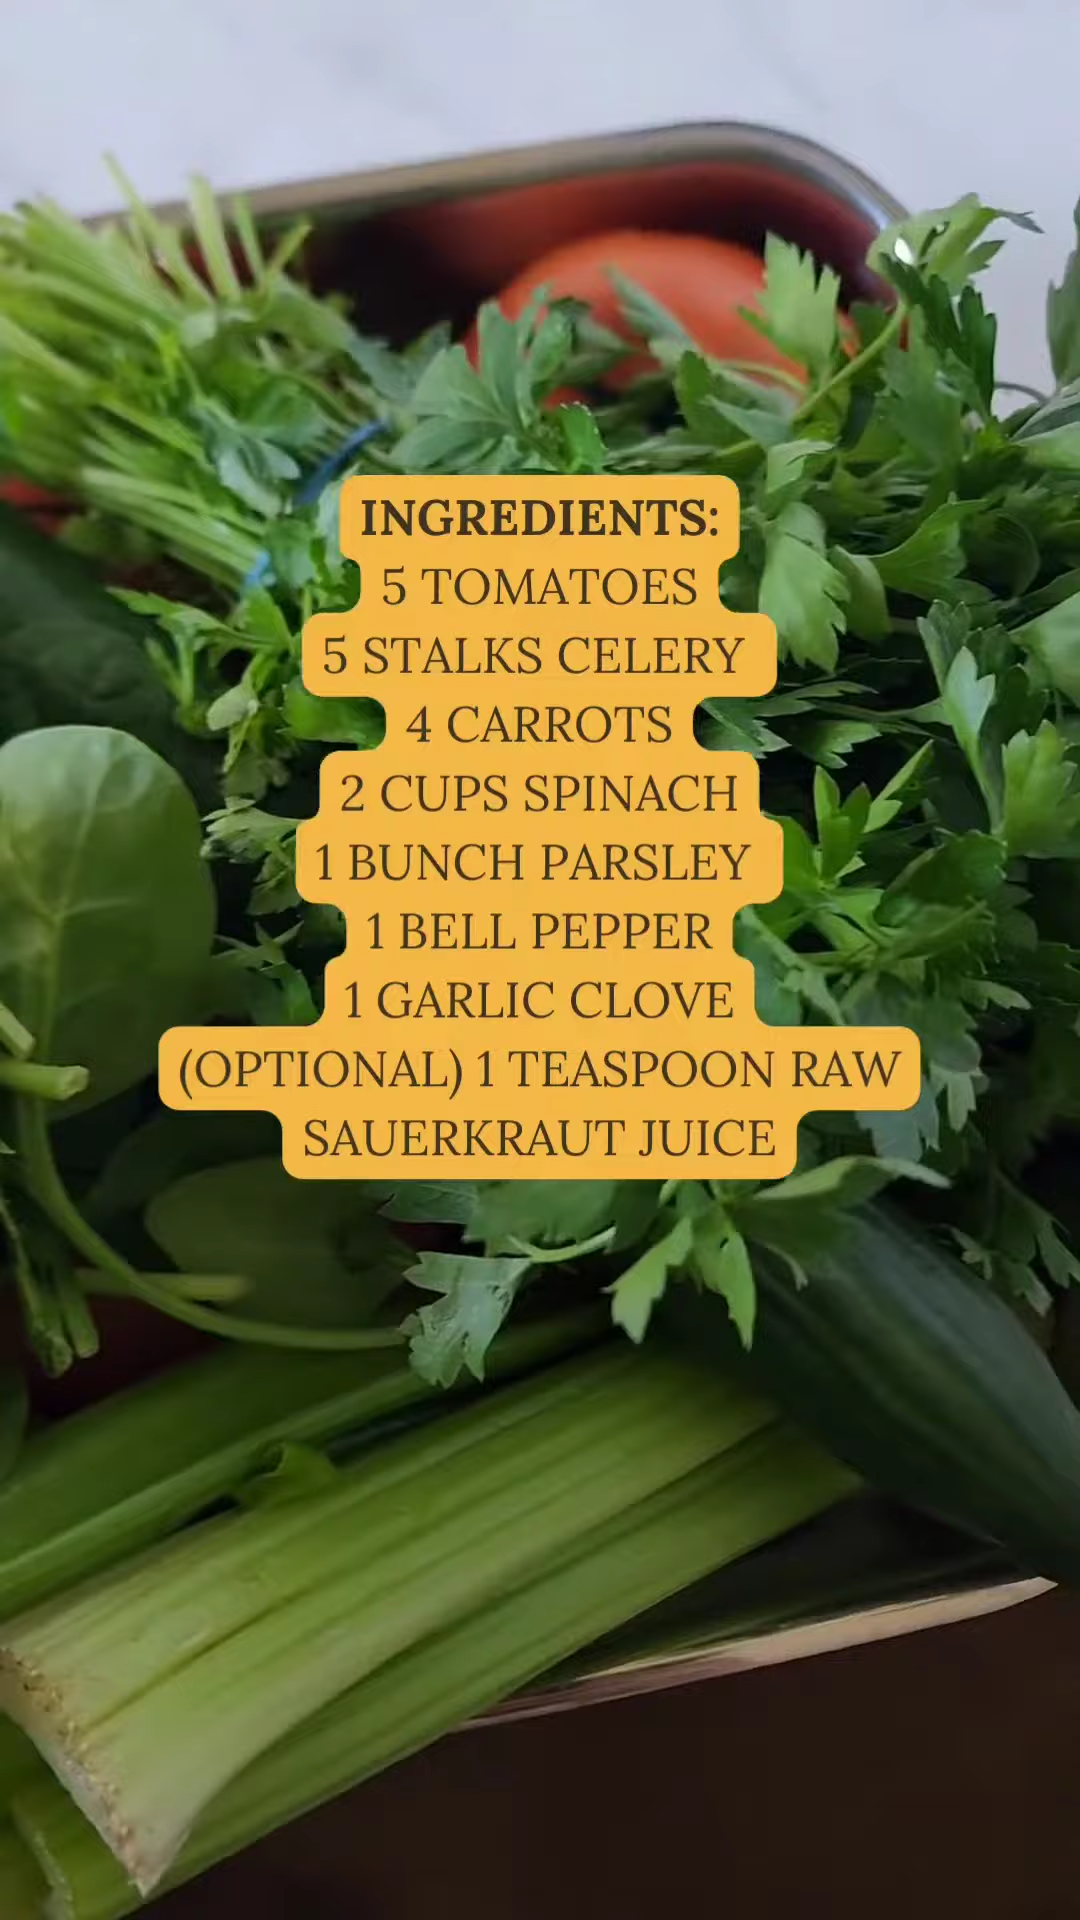 INGREDIENTS:
5 TOMATOES
5 STALKS CELERY
4 CARROTS
2 CUPS SPINACH
1 BUNCH PARSLEY
1 BELL PEPPER
1 GARLIC CLOVE
(OPTIONAL) 1 TEASPOON RAW
SAUERKRAUT JUICE